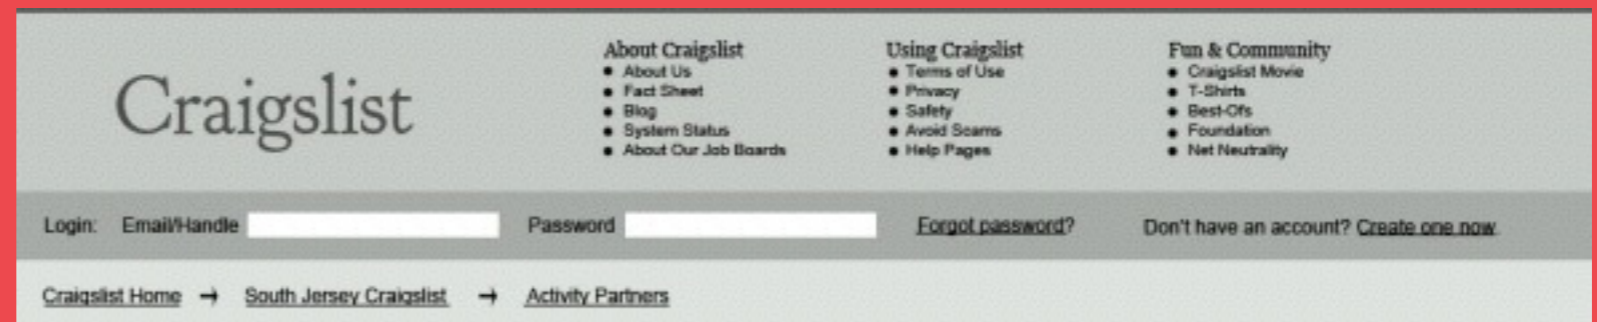 Craigslist
About Craigslist
About Us
Fact Sheet
Blog
System Status
About Our Job Boards
Using Craigslist
Terms of Use
Privacy
Safety
Avoid Scams
Help Pages
Fun & Community
Craigslist Movie
T-Shirts
Best-Ofs
Foundation
Net Neutrality
Login: Email/Handle Password Forgot password? Don't have an account? Create one now.
Craigslist Home → South Jersey Craigslist → Activity Partners